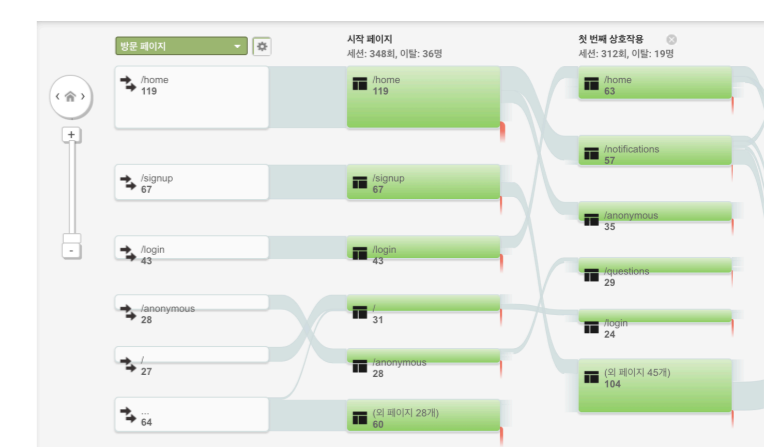 방문 페이지
시작 페이지
세션: 348회, 이탈: 36명
첫 번째 상호작용
세션: 312회, 이탈: 19명
/home
119
/home
119
/home
63
/notifications
57
/signup
67
/signup
67
/anonymous
35
/login
43
/login
43
/questions
29
/anonymous
28
/
31
/login
24
/
27
/anonymous
28
(외 페이지 45개)
104
...
64
(외 페이지 28개)
60
+
-